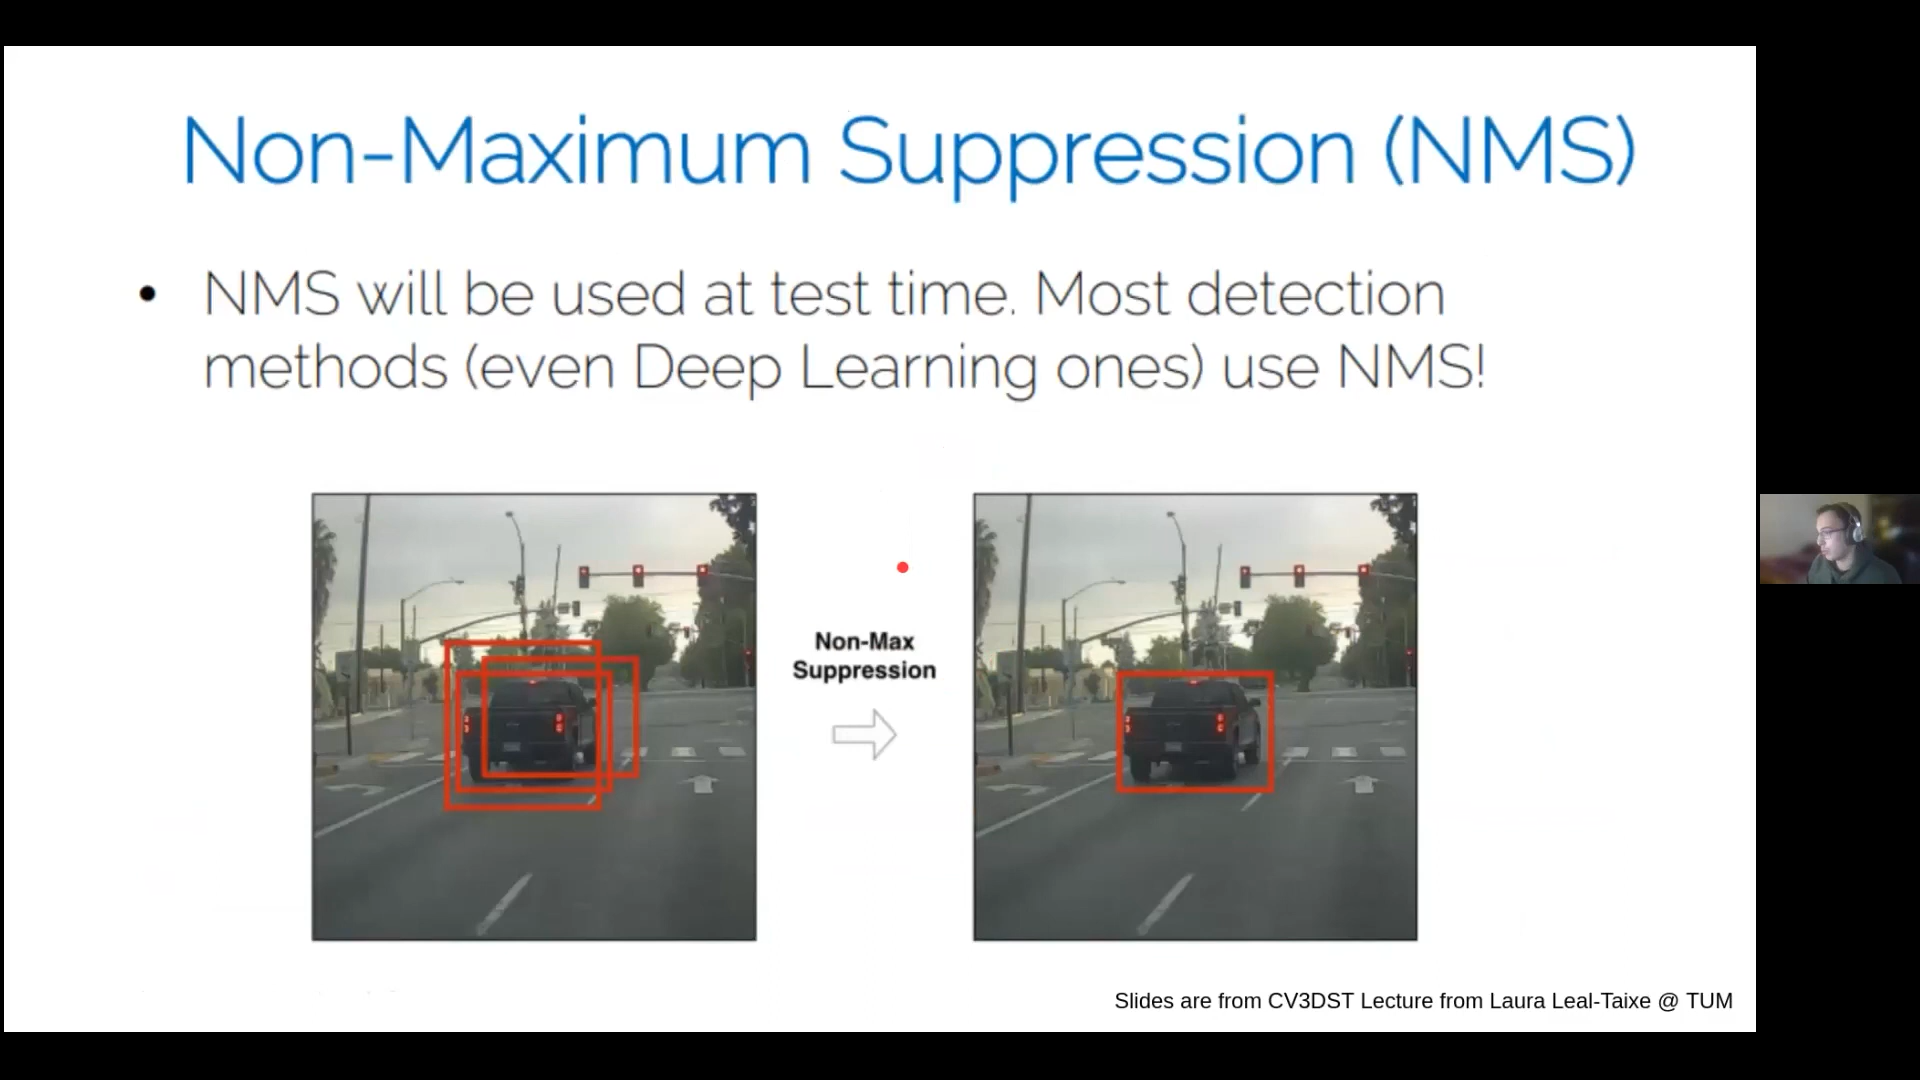 Non-Maximum Suppression (NMS)
• NMS will be used at test time. Most detection
methods (even Deep Learning ones) use NMS!
Non-Max
Suppression
Slides are from CV3DST Lecture from Laura Leal-Taixe @ TUM